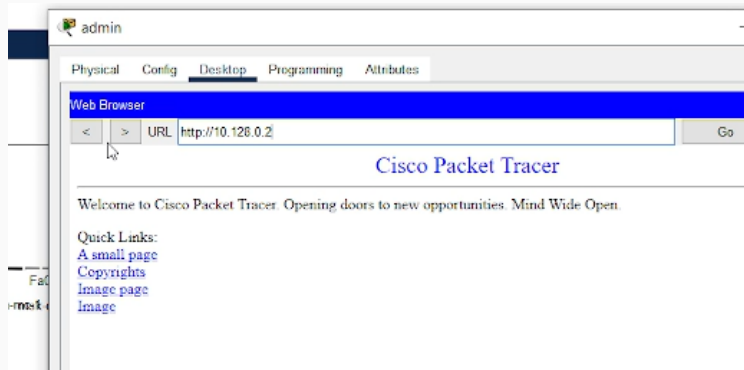 admin
Physical Config Desktop Programming Attributes
Web Browser
< > URL http://10.128.0.2 Go
Cisco Packet Tracer
Welcome to Cisco Packet Tracer. Opening doors to new opportunities. Mind Wide Open.
Quick Links:
A small page
Copyrights
Image page
Image